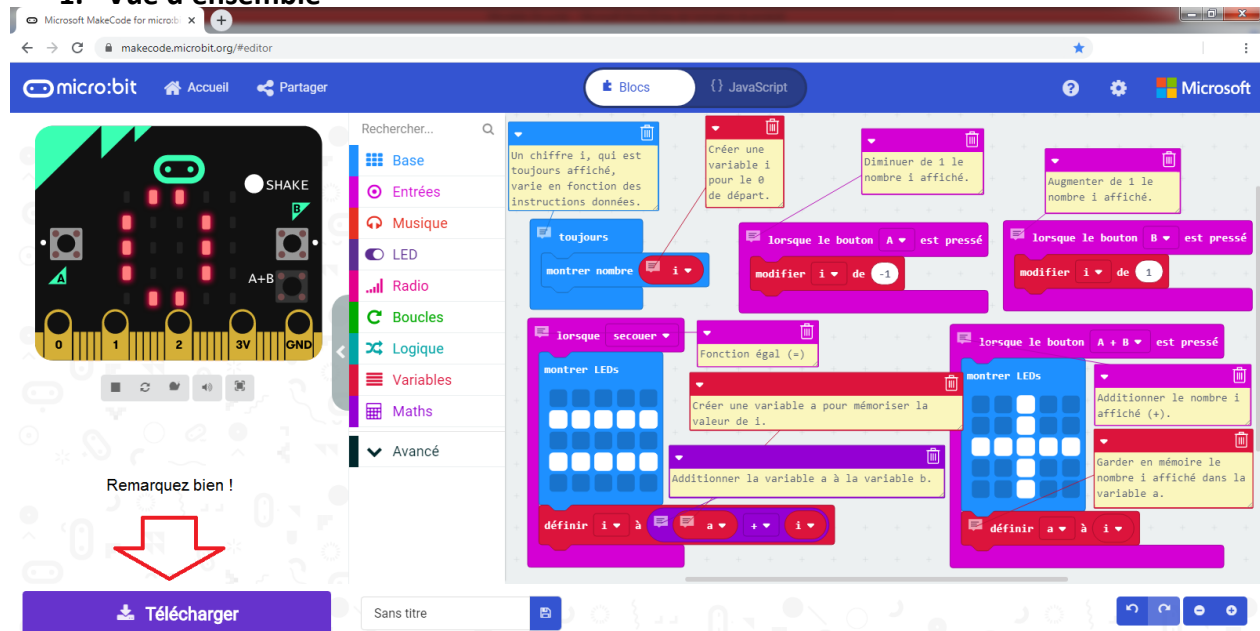 1. Vue d'ensemble
Microsoft MakeCode for micro:b
makecode.microbit.org/#editor
micro:bit
Accueil
Partager
Blocs
{} JavaScript
Microsoft
SHAKE
B
A
A+B
0 1 2 3V GND
Remarquez bien !
Télécharger
Rechercher...
Base
Entrées
Musique
LED
Radio
Boucles
Logique
Variables
Maths
Avancé
Un chiffre i, qui est
toujours affiché,
varie en fonction des
instructions données.
Créer une
variable i
pour le 0
de départ.
Diminuer de 1 le
nombre i affiché.
Augmenter de 1 le
nombre i affiché.
toujours
montrer nombre i
lorsque le bouton A est pressé
modifier i de -1
lorsque le bouton B est pressé
modifier i de 1
lorsque secouer
montrer LEDs
Fonction égal (=)
Créer une variable a pour mémoriser la
valeur de i.
Additionner la variable a à la variable b.
définir i à a + i
lorsque le bouton A + B est pressé
montrer LEDs
Additionner le nombre i
affiché (+).
Garder en mémoire le
nombre i affiché dans la
variable a.
définir a à i
Sans titre